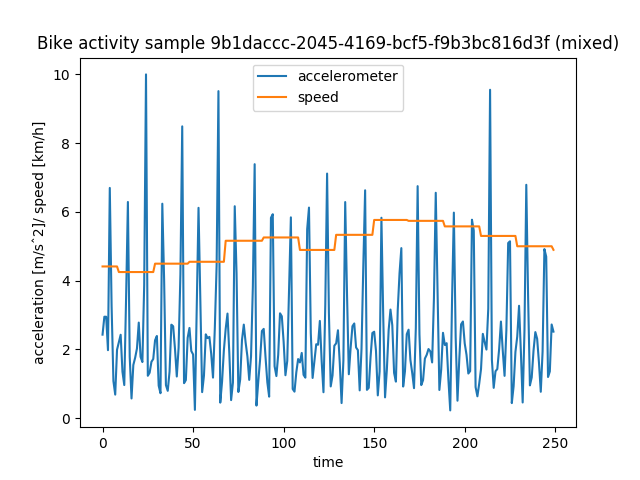 Bike activity sample 9b1daccc-2045-4169-bcf5-f9b3bc816d3f (mixed)
accelerometer
speed
acceleration [m/s^2]/ speed [km/h]
10
8
6
4
2
0
0 50 100 150 200 250
time